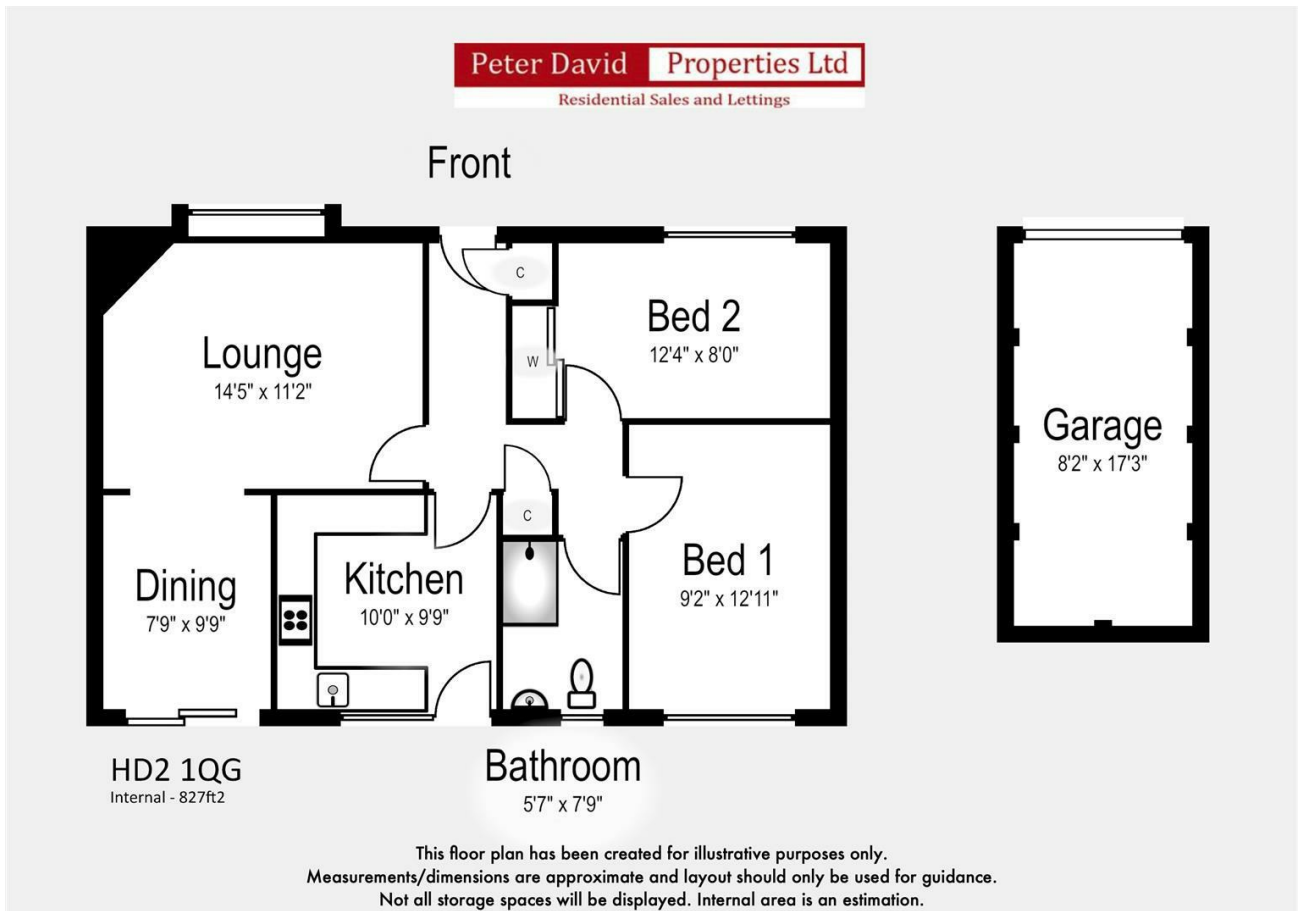 Peter David Properties Ltd
Residential Sales and Lettings
Front
C
Bed 2
12'4" x 8'0"
W
Lounge
14'5" x 11'2"
Garage
8'2" x 17'3"
C
Bed 1
9'2" x 12'11"
Kitchen
10'0" x 9'9"
Dining
7'9" x 9'9"
HD2 1QG
Internal - 827ft2
Bathroom
5'7" x 7'9"
This floor plan has been created for illustrative purposes only.
Measurements/dimensions are approximate and layout should only be used for guidance.
Not all storage spaces will be displayed. Internal area is an estimation.